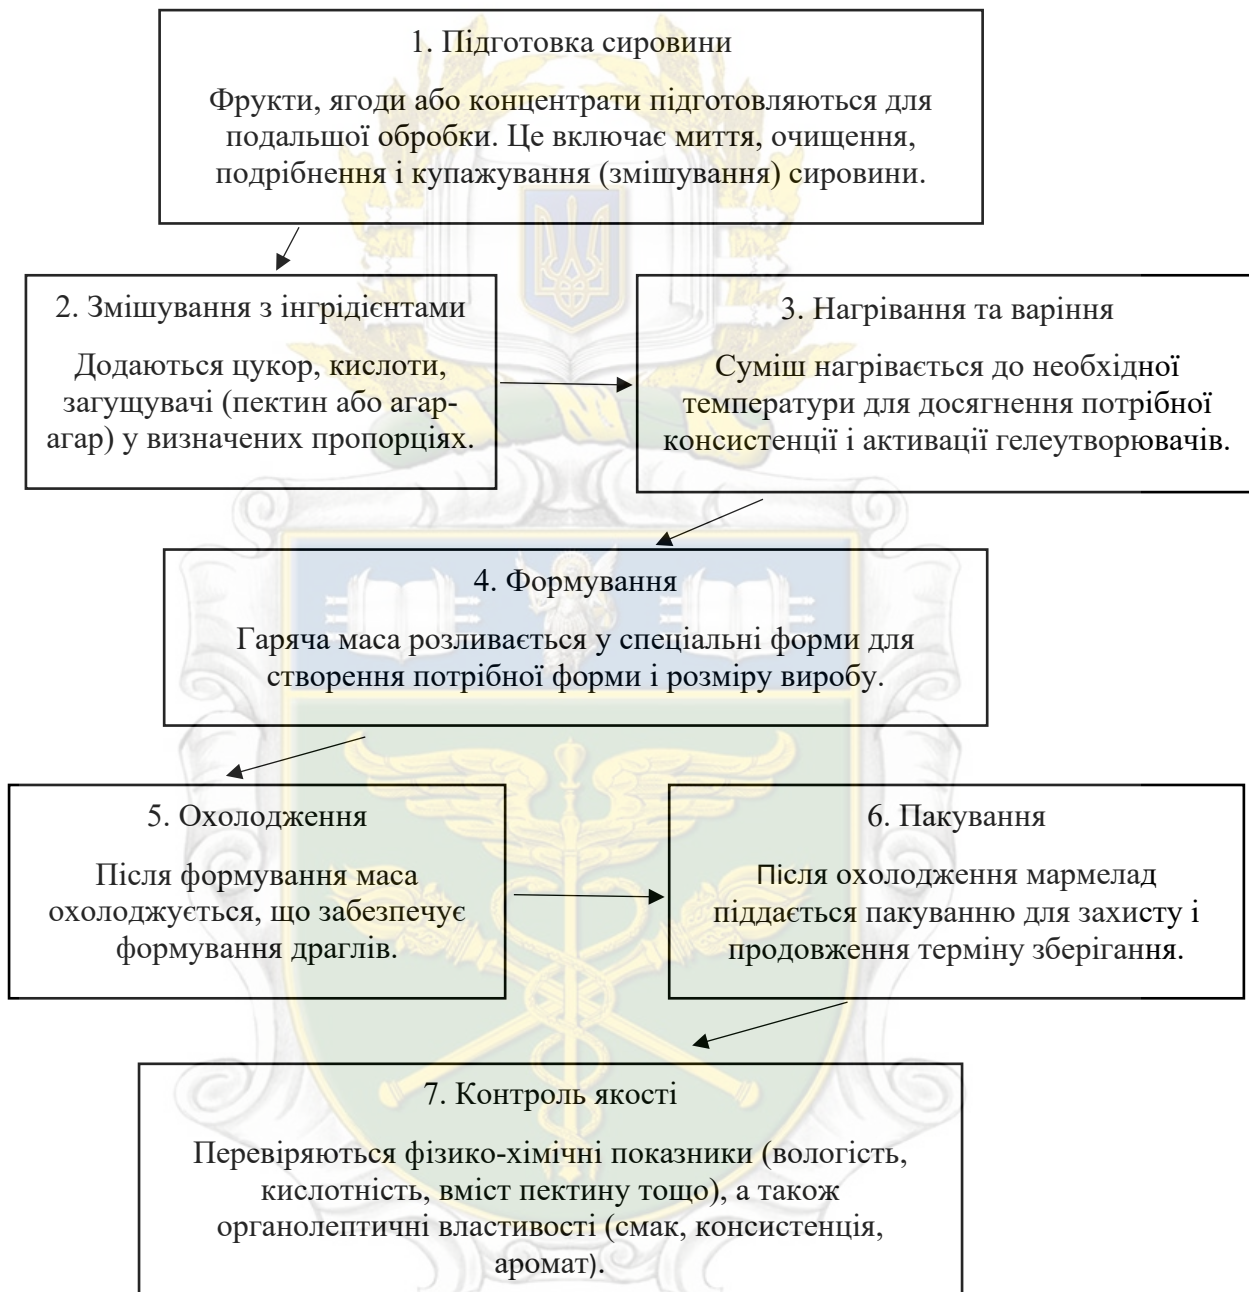 1. Підготовка сировини
Фрукти, ягоди або концентрати підготовляються для
подальшої обробки. Це включає миття, очищення,
подрібнення і купажування (змішування) сировини.
2. Змішування з інгрідієнтами
Додаються цукор, кислоти,
загущувачі (пектин або агар-
агар) у визначених пропорціях.
3. Нагрівання та варіння
Суміш нагрівається до необхідної
температури для досягнення потрібної
консистенції і активації гелеутворювачів.
4. Формування
Гаряча маса розливається у спеціальні форми для
створення потрібної форми і розміру виробу.
5. Охолодження
Після формування маса
охолоджується, що забезпечує
формування драглів.
6. Пакування
Після охолодження мармелад
піддається пакуванню для захисту і
продовження терміну зберігання.
7. Контроль якості
Перевіряються фізико-хімічні показники (вологість,
кислотність, вміст пектину тощо), а також
органолептичні властивості (смак, консистенція,
аромат).